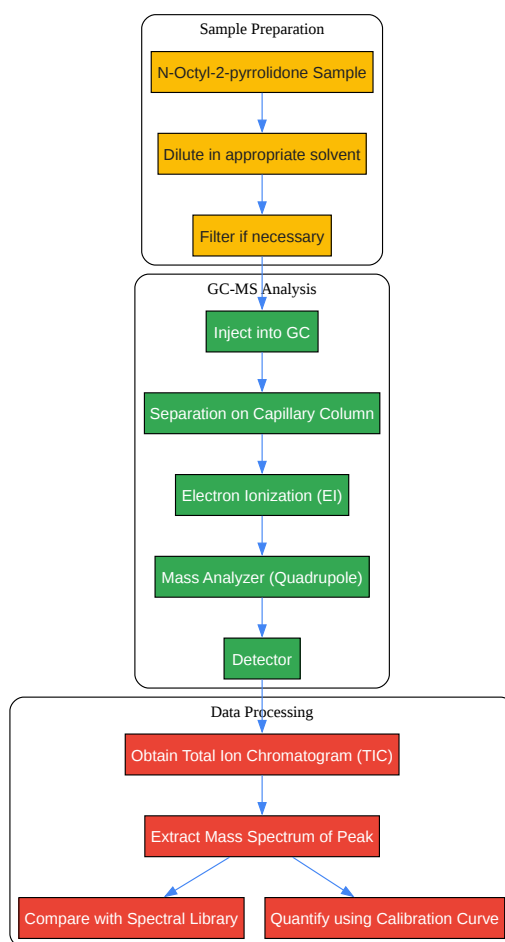 Sample Preparation
N-Octyl-2-pyrrolidone Sample
Dilute in appropriate solvent
Filter if necessary
GC-MS Analysis
Inject into GC
Separation on Capillary Column
Electron Ionization (EI)
Mass Analyzer (Quadrupole)
Detector
Data Processing
Obtain Total Ion Chromatogram (TIC)
Extract Mass Spectrum of Peak
Compare with Spectral Library
Quantify using Calibration Curve